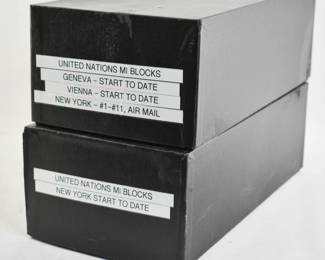 UNITED NATIONS MI BLOCKS
GENEVA - START TO DATE
VIENNA - START TO DATE
NEW YORK - #1-#11, AIR MAIL
UNITED NATIONS MI BLOCKS
NEW YORK START TO DATE